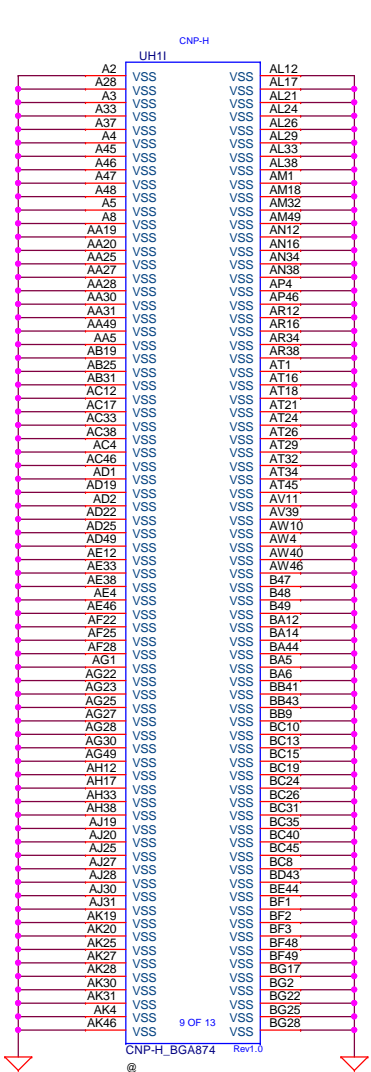 CNP-H
UH1I
A2 VSS VSS AL12
A28 VSS VSS AL17
A3 VSS VSS AL21
A33 VSS VSS AL24
A37 VSS VSS AL26
A4 VSS VSS AL29
A45 VSS VSS AL33
A46 VSS VSS AL38
A47 VSS VSS AM1
A48 VSS VSS AM18
A5 VSS VSS AM32
A8 VSS VSS AM49
AA19 VSS VSS AN12
AA20 VSS VSS AN16
AA25 VSS VSS AN34
AA27 VSS VSS AN38
AA28 VSS VSS AP4
AA30 VSS VSS AP46
AA31 VSS VSS AR12
AA49 VSS VSS AR16
AA5 VSS VSS AR34
AB19 VSS VSS AR38
AB25 VSS VSS AT1
AB31 VSS VSS AT16
AC12 VSS VSS AT18
AC17 VSS VSS AT21
AC33 VSS VSS AT24
AC38 VSS VSS AT26
AC4 VSS VSS AT29
AC46 VSS VSS AT32
AD1 VSS VSS AT34
AD19 VSS VSS AT45
AD2 VSS VSS AV11
AD22 VSS VSS AV39
AD25 VSS VSS AW10
AD49 VSS VSS AW4
AE12 VSS VSS AW40
AE33 VSS VSS AW46
AE38 VSS VSS B47
AE4 VSS VSS B48
AE46 VSS VSS B49
AF22 VSS VSS BA12
AF25 VSS VSS BA14
AF28 VSS VSS BA44
AG1 VSS VSS BA5
AG22 VSS VSS BA6
AG23 VSS VSS BB41
AG25 VSS VSS BB43
AG27 VSS VSS BB9
AG28 VSS VSS BC10
AG30 VSS VSS BC13
AG49 VSS VSS BC15
AH12 VSS VSS BC19
AH17 VSS VSS BC24
AH33 VSS VSS BC26
AH38 VSS VSS BC31
AJ19 VSS VSS BC35
AJ20 VSS VSS BC40
AJ25 VSS VSS BC45
AJ27 VSS VSS BC8
AJ28 VSS VSS BD43
AJ30 VSS VSS BE44
AJ31 VSS VSS BF1
AK19 VSS VSS BF2
AK20 VSS VSS BF3
AK25 VSS VSS BF48
AK27 VSS VSS BF49
AK28 VSS VSS BG17
AK30 VSS VSS BG2
AK31 VSS VSS BG22
AK4 VSS VSS BG25
AK46 VSS 9 OF 13 VSS BG28
CNP-H_BGA874 Rev1.0
@